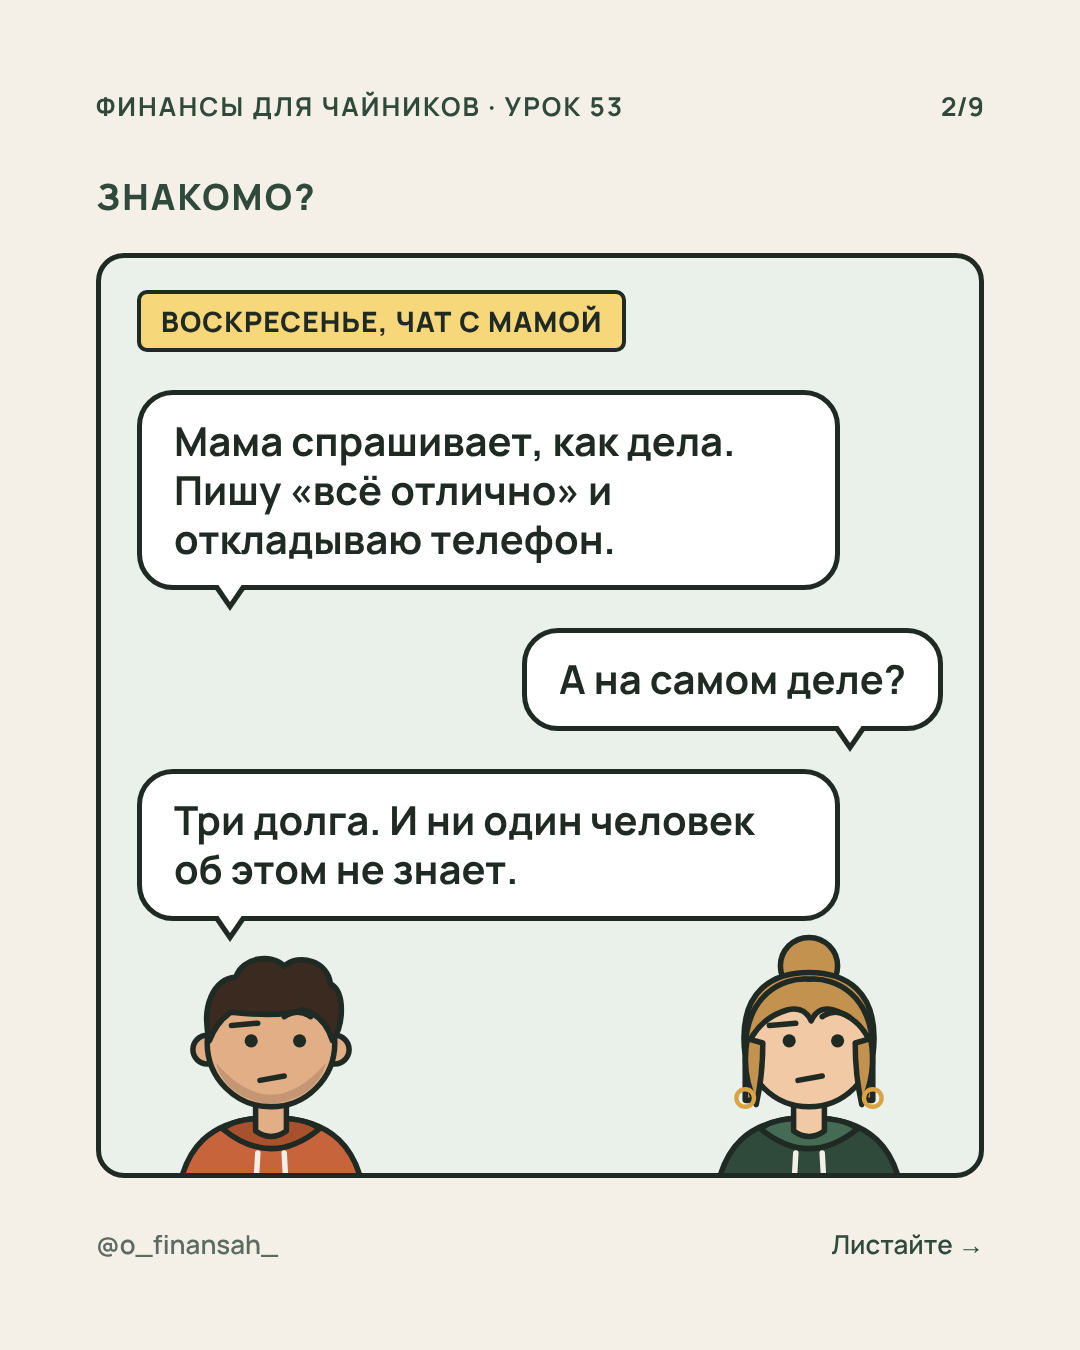 ФИНАНСЫ ДЛЯ ЧАЙНИКОВ · УРОК 53
2/9
ЗНАКОМО?
ВОСКРЕСЕНЬЕ, ЧАТ С МАМОЙ
Мама спрашивает, как дела.
Пишу «всё отлично» и
откладываю телефон.
А на самом деле?
Три долга. И ни один человек
об этом не знает.
@o_finansah_
Листайте →